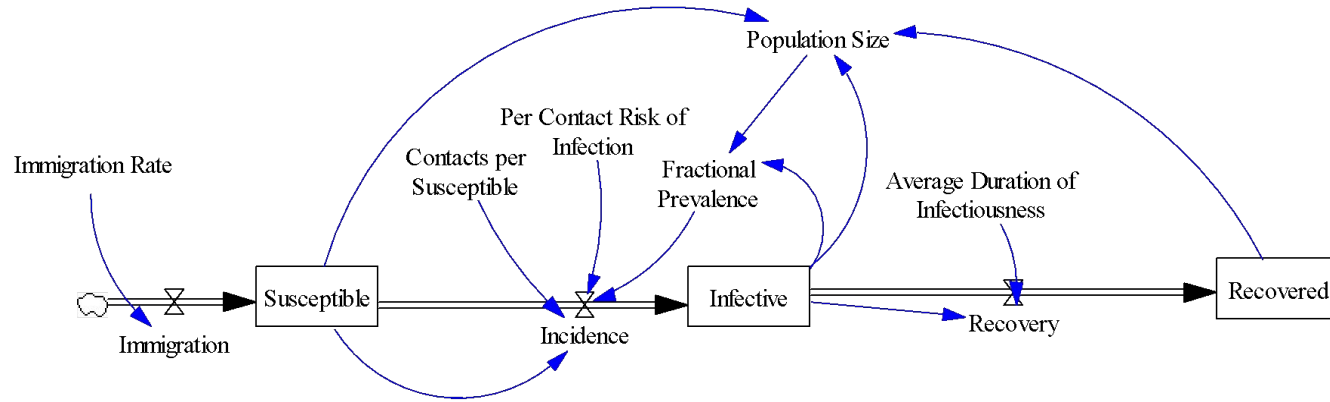 Population Size
Per Contact Risk of
Infection
Immigration Rate
Contacts per
Susceptible
Fractional
Prevalence
Average Duration of
Infectiousness
Susceptible
Infective
Recovered
Immigration
Incidence
Recovery